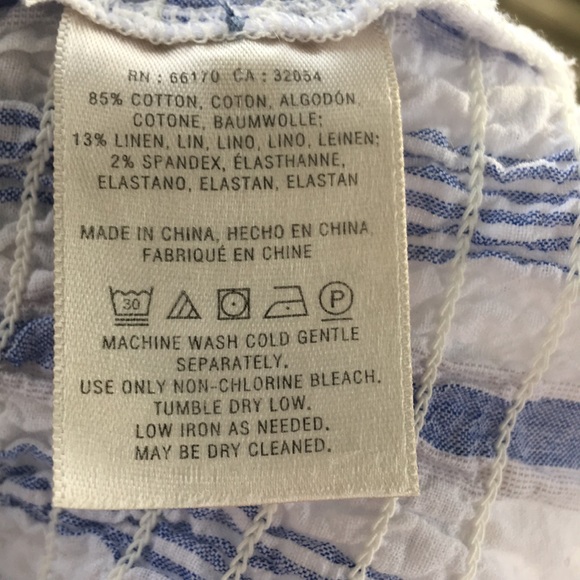 RN : 66170 CA : 32054
85% COTTON, COTON, ALGODÓN,
COTONE, BAUMWOLLE;
13% LINEN, LIN, LINO, LINO, LEINEN;
2% SPANDEX, ÉLASTHANNE,
ELASTANO, ELASTAN, ELASTAN
MADE IN CHINA, HECHO EN CHINA,
FABRIQUÉ EN CHINE
30 P
MACHINE WASH COLD GENTLE
SEPARATELY.
USE ONLY NON-CHLORINE BLEACH.
TUMBLE DRY LOW.
LOW IRON AS NEEDED.
MAY BE DRY CLEANED.